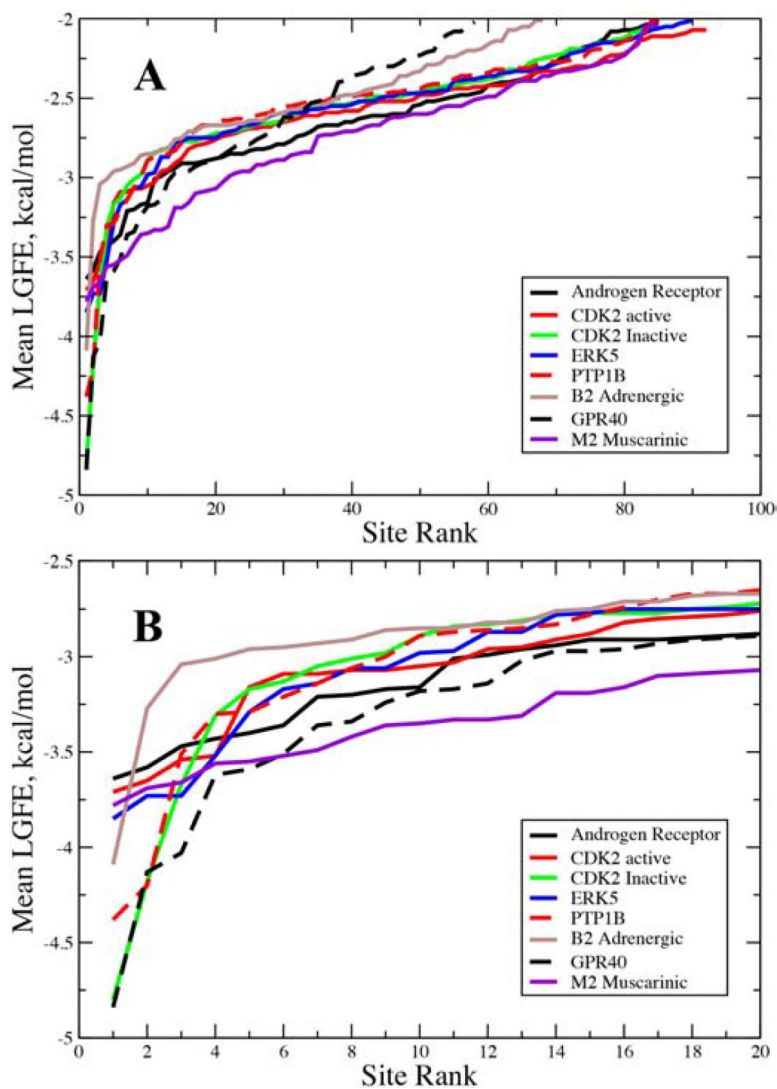 A
Mean LGFE, kcal/mol
-2
-2.5
-3
-3.5
-4
-4.5
-5
Androgen Receptor
CDK2 active
CDK2 Inactive
ERK5
PTP1B
B2 Adrenergic
GPR40
M2 Muscarinic
0 20 40 60 80 100
Site Rank
B
Mean LGFE, kcal/mol
-2.5
-3
-3.5
-4
-4.5
-5
Androgen Receptor
CDK2 active
CDK2 Inactive
ERK5
PTP1B
B2 Adrenergic
GPR40
M2 Muscarinic
0 2 4 6 8 10 12 14 16 18 20
Site Rank